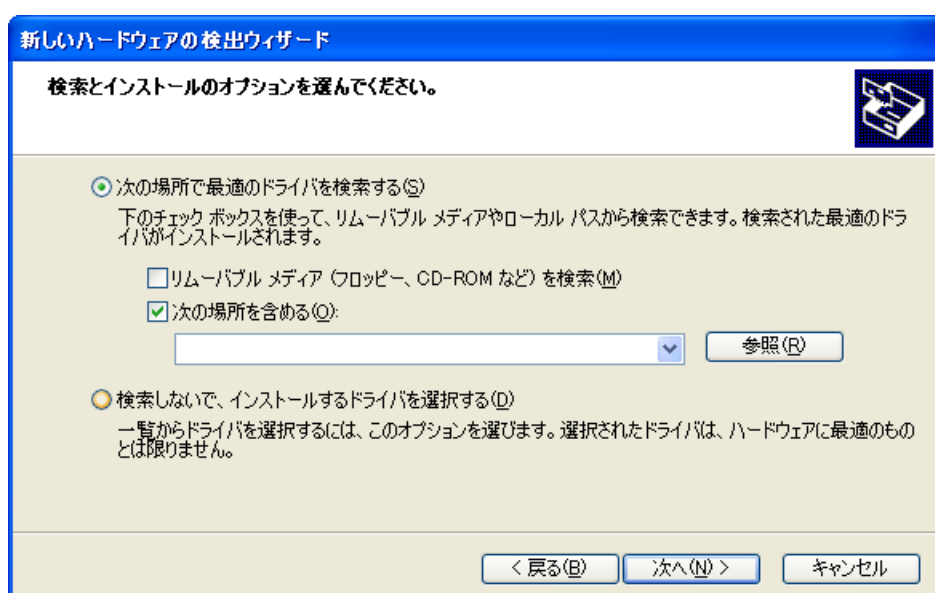 新しいハードウェアの検出ウィザード
検索とインストールのオプションを選んでください。
次の場所で最適のドライバを検索する(S)
下のチェック ボックスを使って、リムーバブル メディアやローカル パスから検索できます。検索された最適のドラ
イバがインストールされます。
リムーバブル メディア (フロッピー、CD-ROM など) を検索(M)
次の場所を含める(O):
参照(R)
検索しないで、インストールするドライバを選択する(D)
一覧からドライバを選択するには、このオプションを選びます。選択されたドライバは、ハードウェアに最適のもの
とは限りません。
< 戻る(B) 次へ(N) > キャンセル